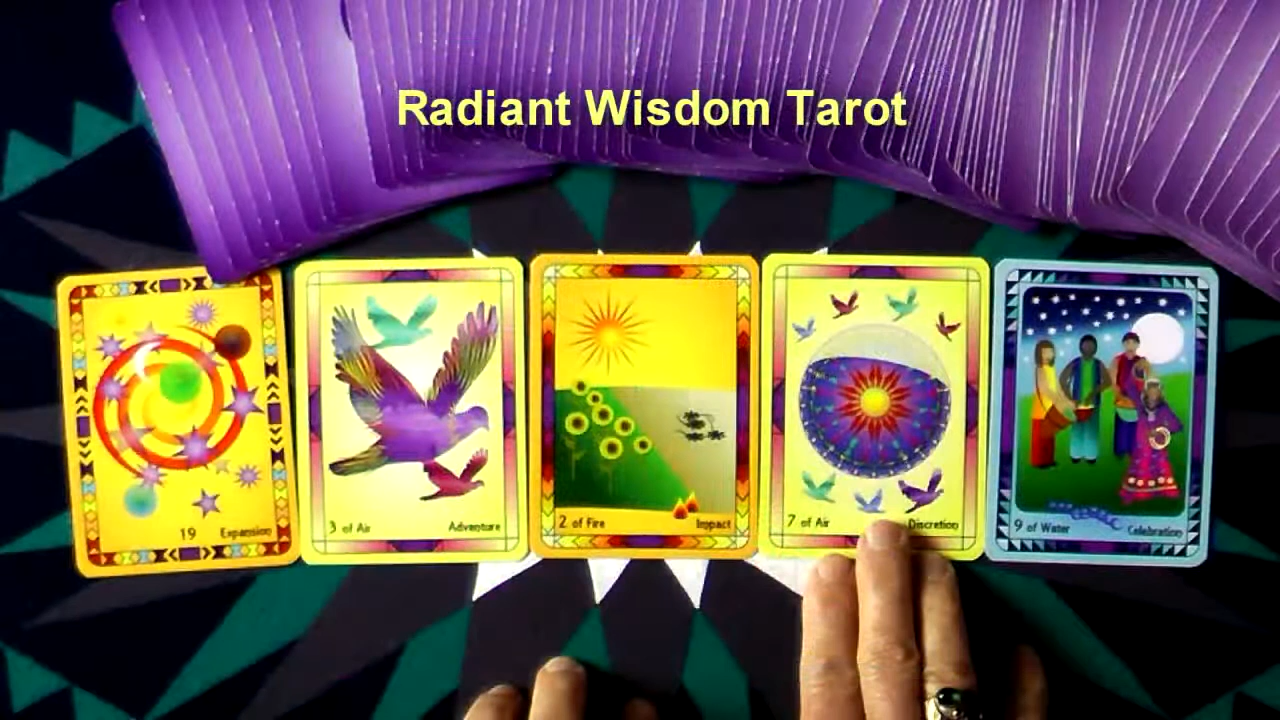 Radiant Wisdom Tarot
19 Expansion
3 of Air Adventure
2 of Fire Impact
7 of Air Discretion
9 of Water Celebration